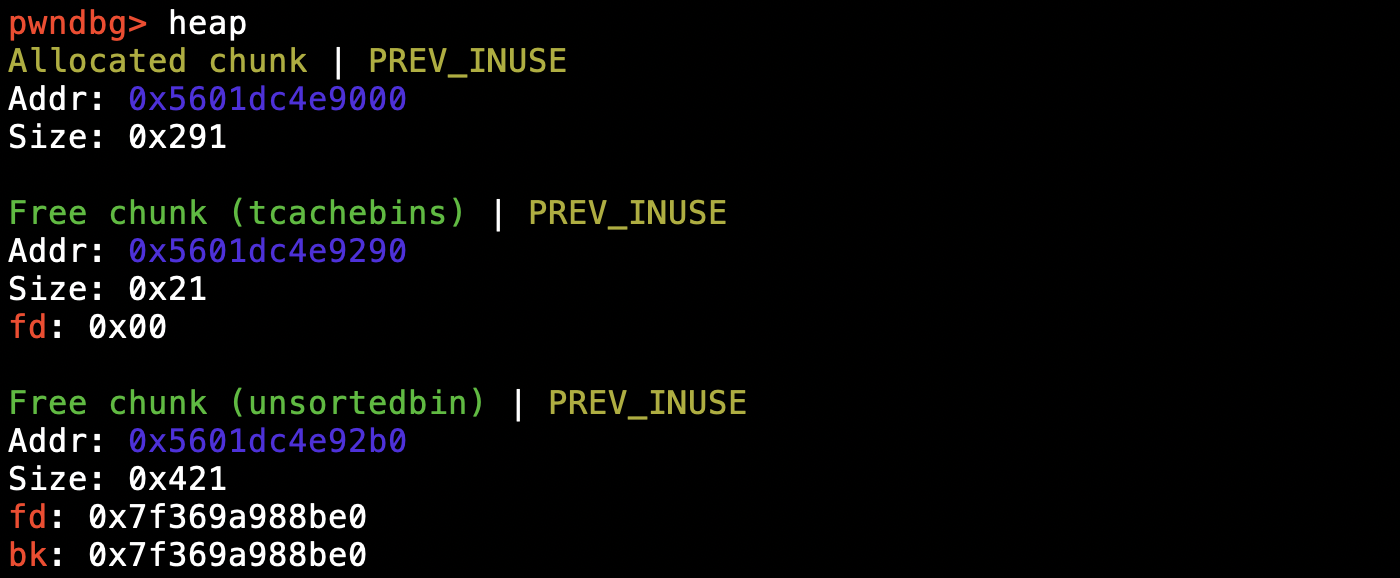 pwndbg> heap
Allocated chunk | PREV_INUSE
Addr: 0x5601dc4e9000
Size: 0x291
Free chunk (tcachebins) | PREV_INUSE
Addr: 0x5601dc4e9290
Size: 0x21
fd: 0x00
Free chunk (unsortedbin) | PREV_INUSE
Addr: 0x5601dc4e92b0
Size: 0x421
fd: 0x7f369a988be0
bk: 0x7f369a988be0